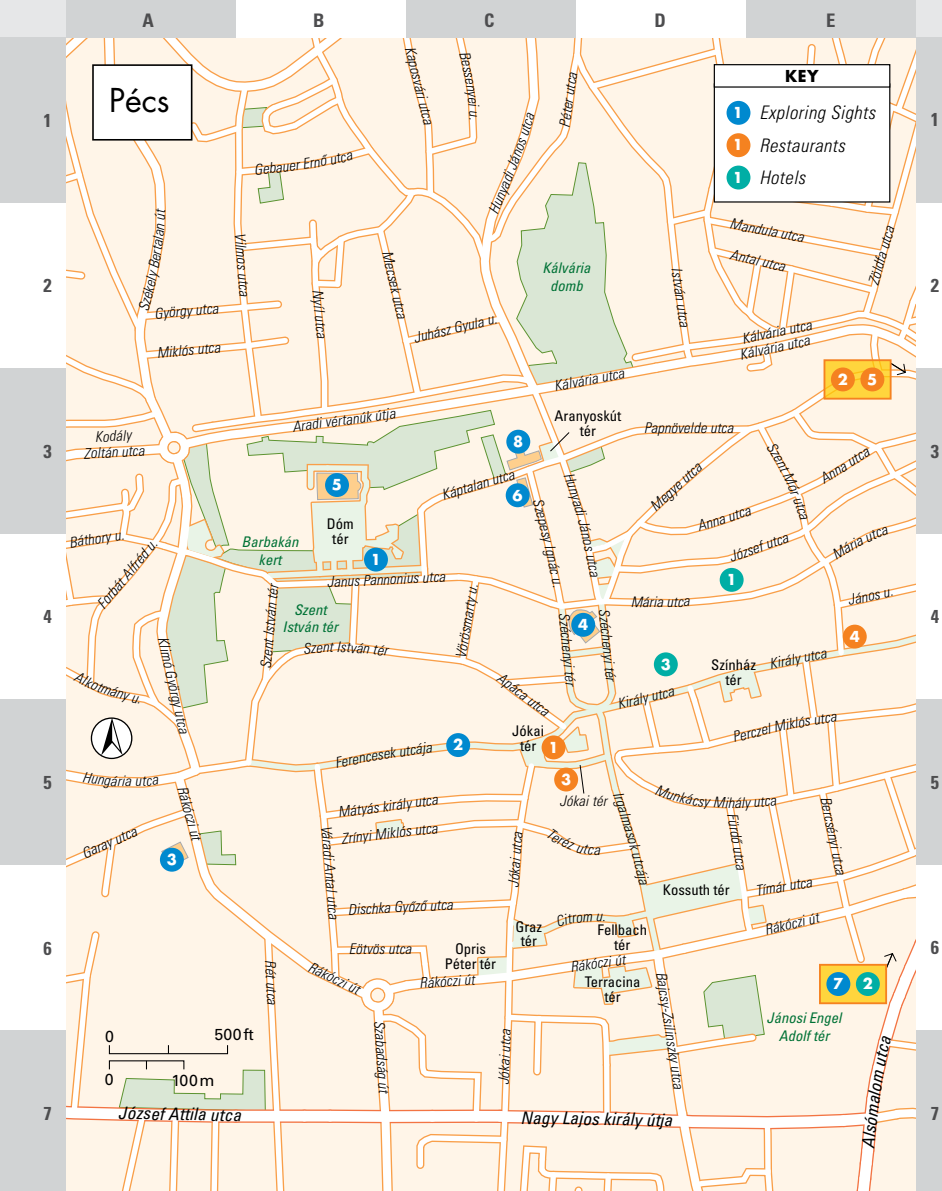 A
B
C
D
E
Pécs
KEY
1 Exploring Sights
1 Restaurants
1 Hotels
1
1
Kaposvári utca
Bessenyei u.
Hunyadi János utca
Péter utca
Gebauer Ernő utca
Székely Bertalan út
Vilmos utca
Nyíl utca
Mecsek utca
Kálvária
domb
István utca
Mandula utca
Antal utca
Zöldfa utca
2
2
György utca
Miklós utca
Juhász Gyula u.
Kálvária utca
Kálvária utca
Kálvária utca
2 5
Aradi vértanúk útja
Aranyoskút
tér
Papnövelde utca
Kodály
Zoltán utca
3
3
8
5
6
Káptalan utca
Szepesy Ignác u.
Hunyadi János utca
Megye utca
Szent Mór utca
Anna utca
Anna utca
Dóm
tér
Báthory u.
Forbát Alfréd u.
Barbakán
kert
1
Janus Pannonius utca
József utca
Mária utca
1
Mária utca
János u.
4
4
Klimó György utca
Szent István tér
Szent
István tér
Szent István tér
Vörösmarty u.
4
Széchenyi tér
Széchenyi tér
4
3
Színház
tér
Király utca
Király utca
Alkotmány u.
Apáca utca
Perczel Miklós utca
Ferencesek utcája
2
Jókai
tér
1
3
Jókai tér
5
5
Hungária utca
Rákóczi út
Mátyás király utca
Zrínyi Miklós utca
Váradi Antal utca
Jókai utca
Teréz utca
Irgalmasok utcája
Munkácsy Mihály utca
Fürdő utca
Bercsényi utca
Garay utca
3
Kossuth tér
Tímár utca
Dischka Győző utca
Citrom u.
Graz
tér
Fellbach
tér
Rákóczi út
6
6
Eötvös utca
Opris
Péter tér
Rákóczi út
Rákóczi út
Rákóczi út
Terracina
tér
Rét utca
Bajcsy-Zsilinszky utca
7 2
Jánosi Engel
Adolf tér
Szabadság út
Jókai utca
Alsómalom utca
0 500 ft
0 100 m
7
7
József Attila utca
Nagy Lajos király útja